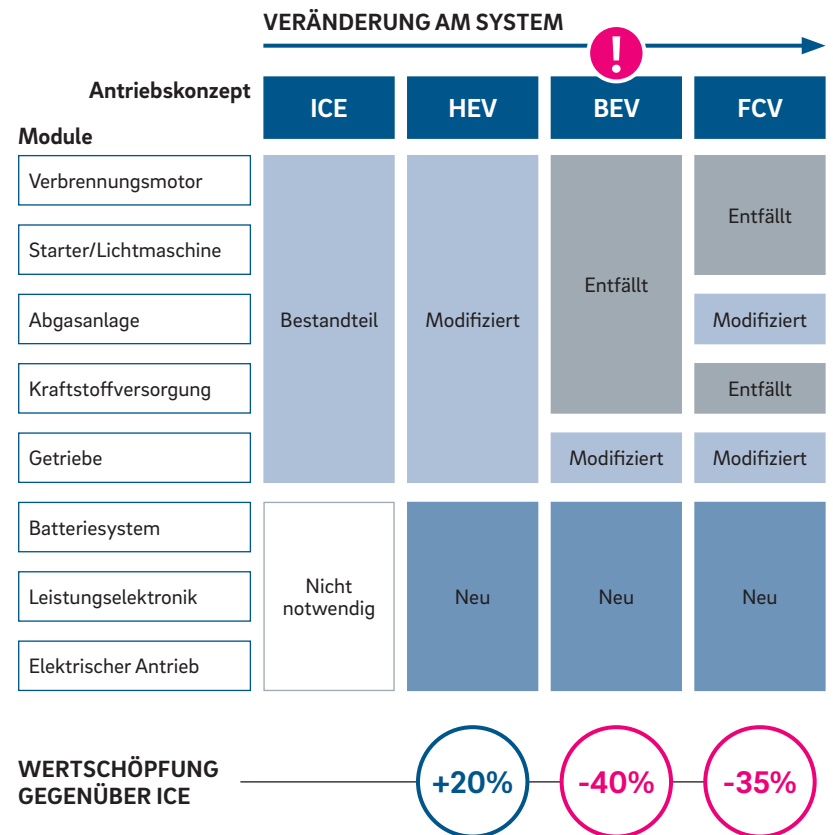 VERÄNDERUNG AM SYSTEM
!
Antriebskonzept
ICE
HEV
BEV
FCV
Module
Verbrennungsmotor
Starter/Lichtmaschine
Abgasanlage
Kraftstoffversorgung
Getriebe
Batteriesystem
Leistungselektronik
Elektrischer Antrieb
Bestandteil
Nicht
notwendig
Modifiziert
Neu
Entfällt
Modifiziert
Neu
Entfällt
Modifiziert
Entfällt
Modifiziert
Neu
WERTSCHÖPFUNG
GEGENÜBER ICE
+20%
-40%
-35%